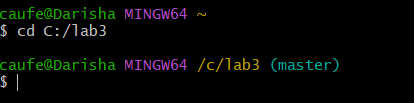 caufe@Darisha MINGW64 ~
$ cd C:/lab3
caufe@Darisha MINGW64 /c/lab3 (master)
$